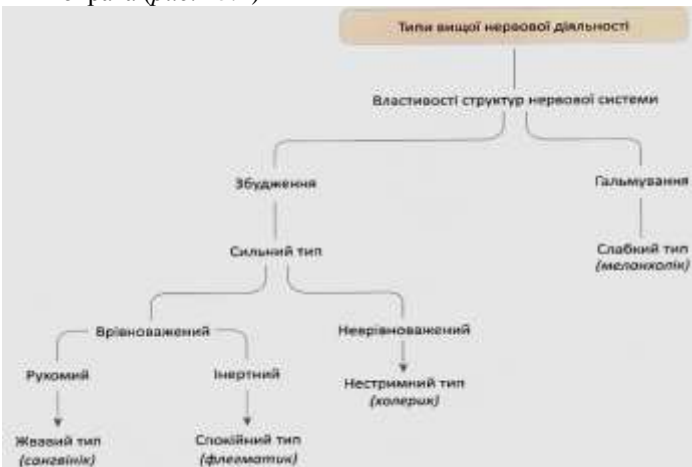 Типи вищої нервової діяльності
Властивості структур нервової системи
Збудження
Гальмування
Сильний тип
Слабкий тип
(меланхолік)
Врівноважений
Неврівноважений
Рухомий
Інертний
Нестримний тип
(холерик)
Жвавий тип
(сангвінік)
Спокійний тип
(флегматик)